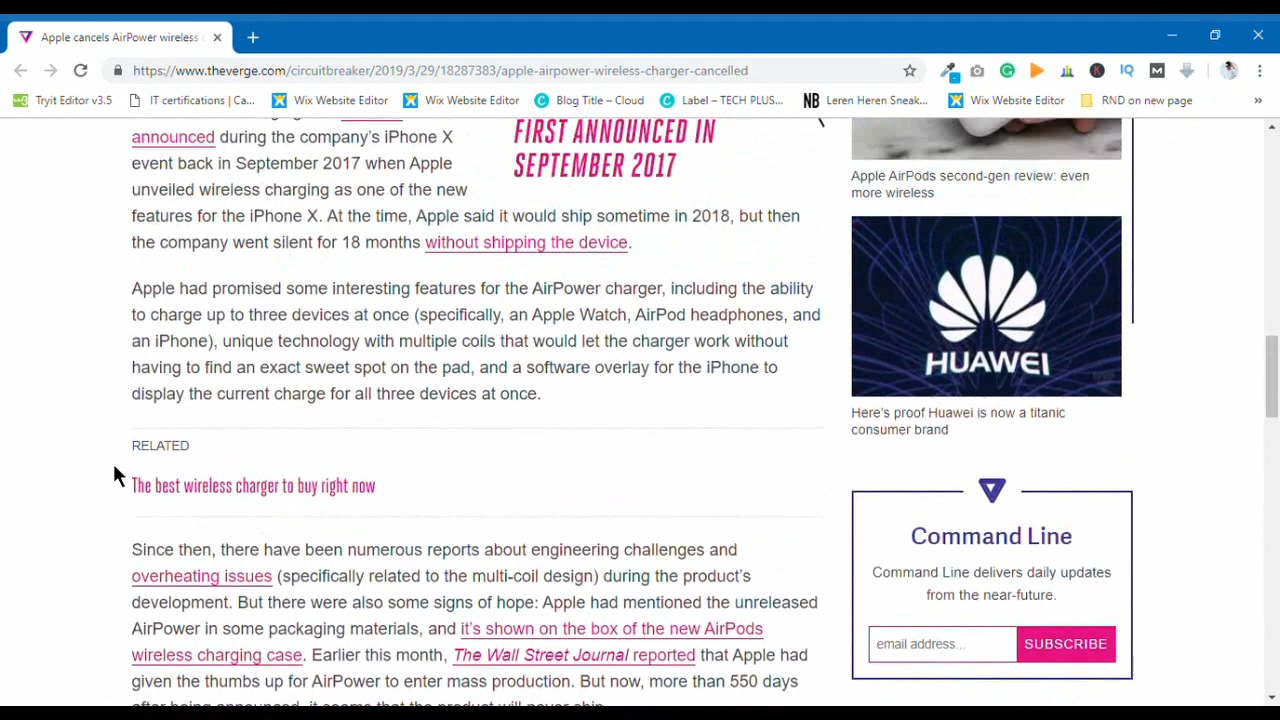 Apple cancels AirPower wireless c
https://www.theverge.com/circuitbreaker/2019/3/29/18287383/apple-airpower-wireless-charger-cancelled
Tryit Editor v3.5
IT certifications | Ca...
Wix Website Editor
Wix Website Editor
Blog Title – Cloud
Label – TECH PLUS...
NB
Leren Heren Sneak...
Wix Website Editor
RND on new page
»
announced during the company's iPhone X
event back in September 2017 when Apple
unveiled wireless charging as one of the new
features for the iPhone X. At the time, Apple said it would ship sometime in 2018, but then
the company went silent for 18 months without shipping the device.
FIRST ANNOUNCED IN
SEPTEMBER 2017
Apple had promised some interesting features for the AirPower charger, including the ability
to charge up to three devices at once (specifically, an Apple Watch, AirPod headphones, and
an iPhone), unique technology with multiple coils that would let the charger work without
having to find an exact sweet spot on the pad, and a software overlay for the iPhone to
display the current charge for all three devices at once.
RELATED
The best wireless charger to buy right now
Since then, there have been numerous reports about engineering challenges and
overheating issues (specifically related to the multi-coil design) during the product's
development. But there were also some signs of hope: Apple had mentioned the unreleased
AirPower in some packaging materials, and it's shown on the box of the new AirPods
wireless charging case. Earlier this month, The Wall Street Journal reported that Apple had
given the thumbs up for AirPower to enter mass production. But now, more than 550 days
after being announced, it seems that the product will never ship.
Apple AirPods second-gen review: even
more wireless
HUAWEI
Here's proof Huawei is now a titanic
consumer brand
Command Line
Command Line delivers daily updates
from the near-future.
email address...
SUBSCRIBE